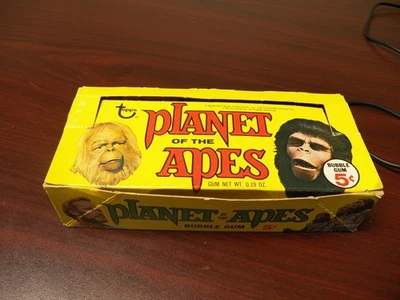 topps
PLANET
OF THE
APES
GUM NET WT. 0.19 OZ.
BUBBLE
GUM
5¢
PLANET OF THE APES
BUBBLE GUM 5¢